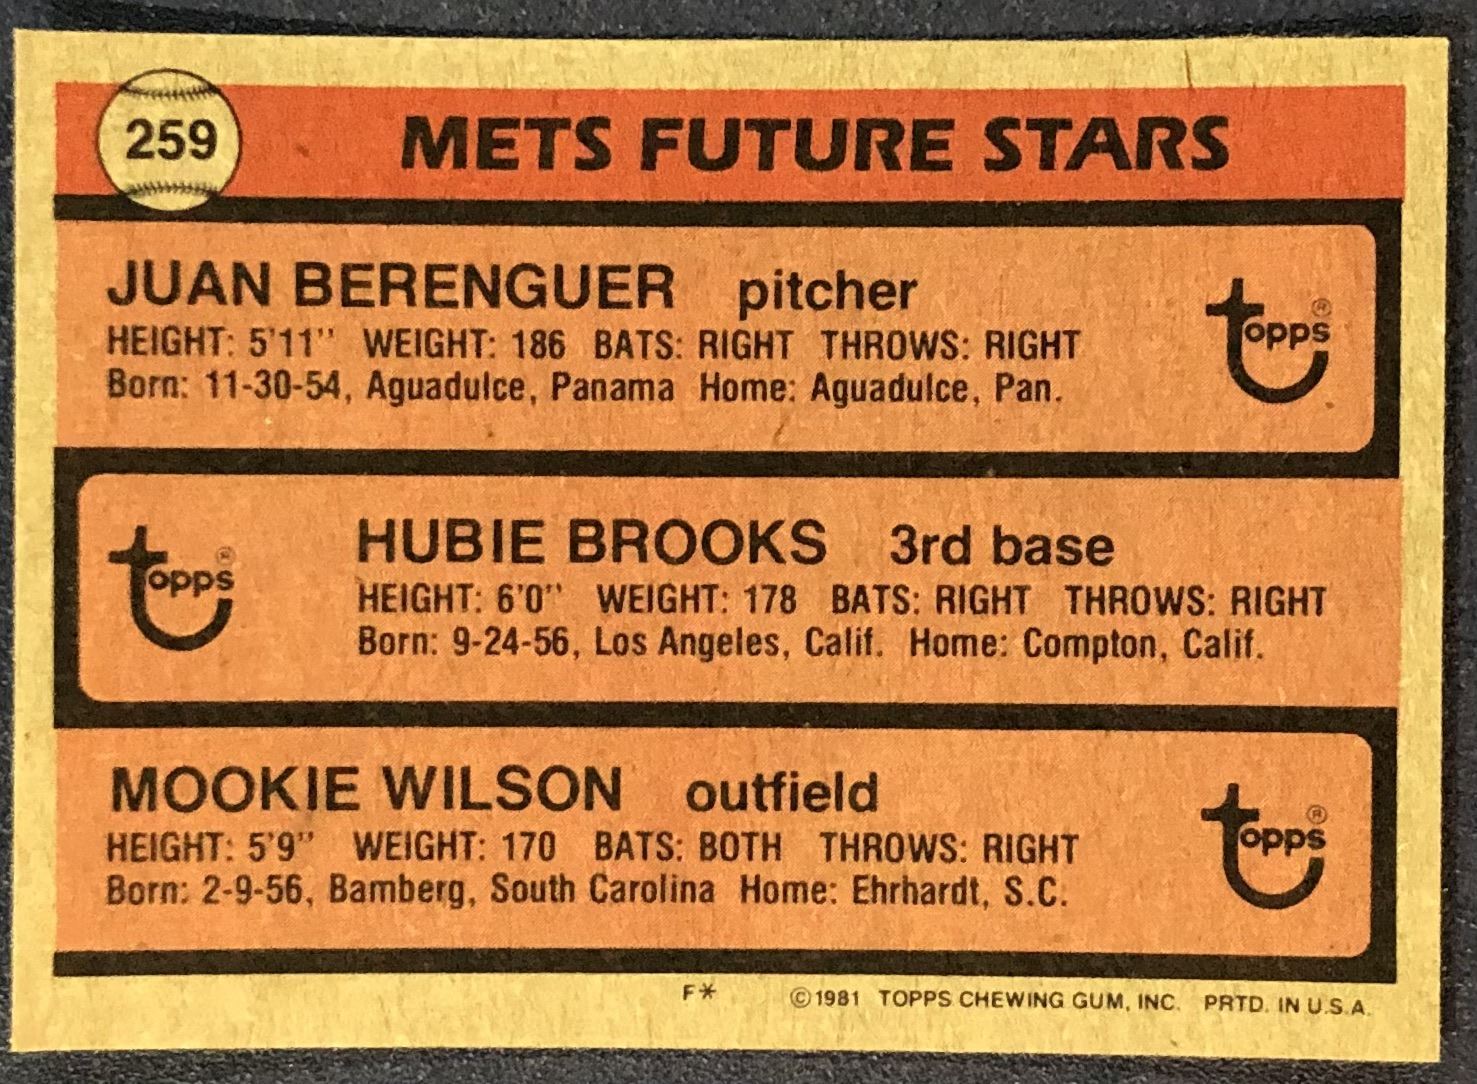 259
METS FUTURE STARS
JUAN BERENGUER pitcher
HEIGHT: 5'11" WEIGHT: 186 BATS: RIGHT THROWS: RIGHT
Born: 11-30-54, Aguadulce, Panama Home: Aguadulce, Pan.
topps®
topps®
HUBIE BROOKS 3rd base
HEIGHT: 6'0" WEIGHT: 178 BATS: RIGHT THROWS: RIGHT
Born: 9-24-56, Los Angeles, Calif. Home: Compton, Calif.
MOOKIE WILSON outfield
HEIGHT: 5'9" WEIGHT: 170 BATS: BOTH THROWS: RIGHT
Born: 2-9-56, Bamberg, South Carolina Home: Ehrhardt, S.C.
topps®
F* ©1981 TOPPS CHEWING GUM, INC. PRTD. IN U.S.A.